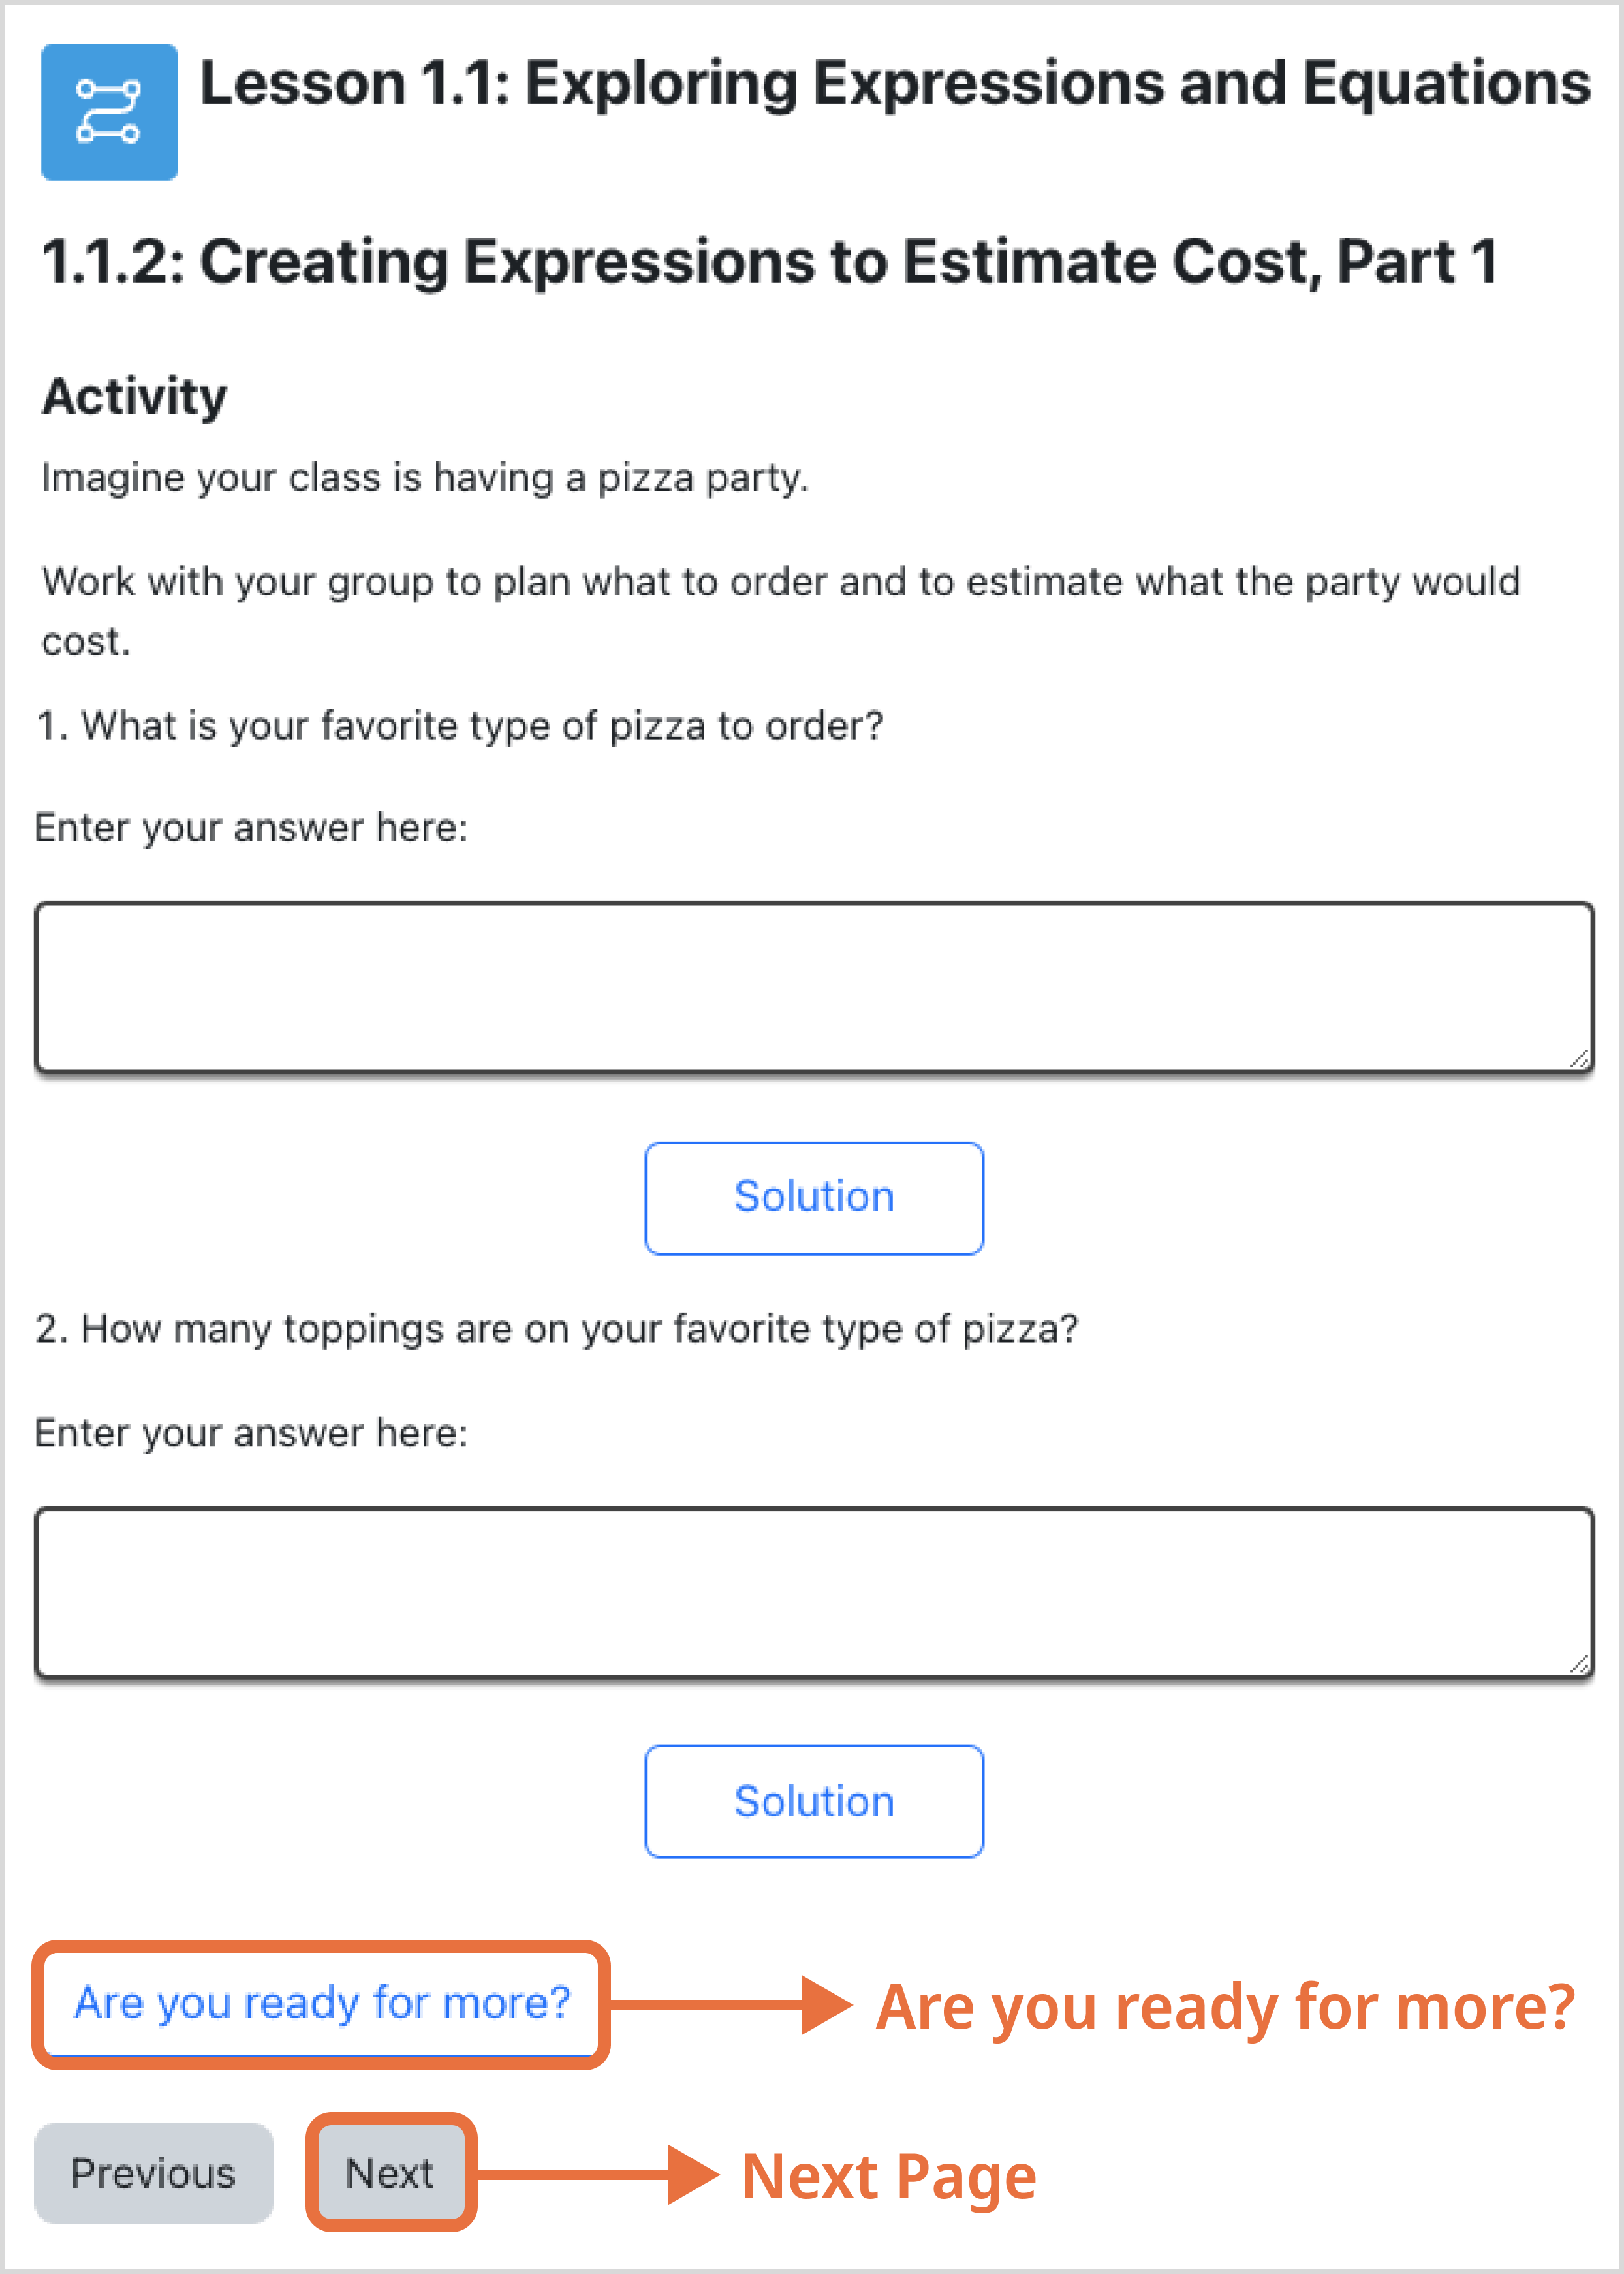 Lesson 1.1: Exploring Expressions and Equations
1.1.2: Creating Expressions to Estimate Cost, Part 1
Activity
Imagine your class is having a pizza party.
Work with your group to plan what to order and to estimate what the party would
cost.
1. What is your favorite type of pizza to order?
Enter your answer here:
Solution
2. How many toppings are on your favorite type of pizza?
Enter your answer here:
Solution
Are you ready for more? Are you ready for more?
Previous Next Next Page